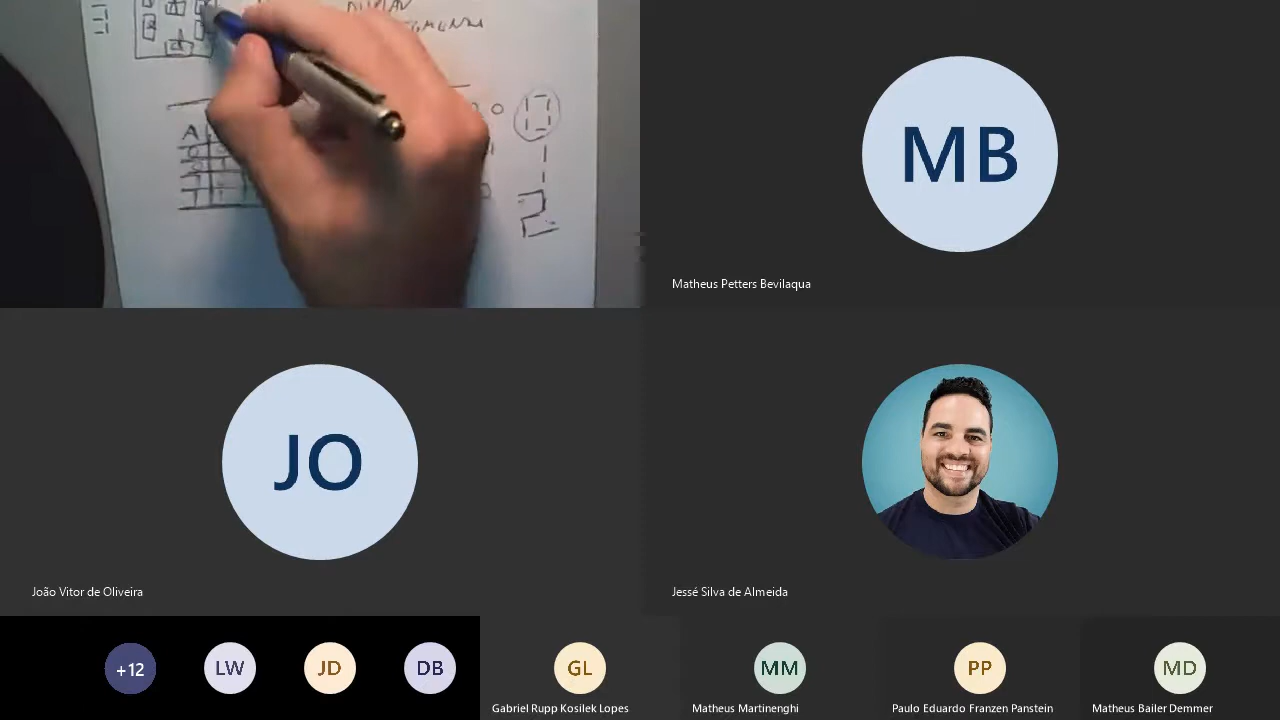 DISPLAY
A
O
MB
Matheus Petters Bevilaqua
JO
João Vitor de Oliveira
Jessé Silva de Almeida
+12
LW
JD
DB
GL
MM
PP
MD
Gabriel Rupp Kosilek Lopes
Matheus Martinenghi
Paulo Eduardo Franzen Panstein
Matheus Bailer Demmer